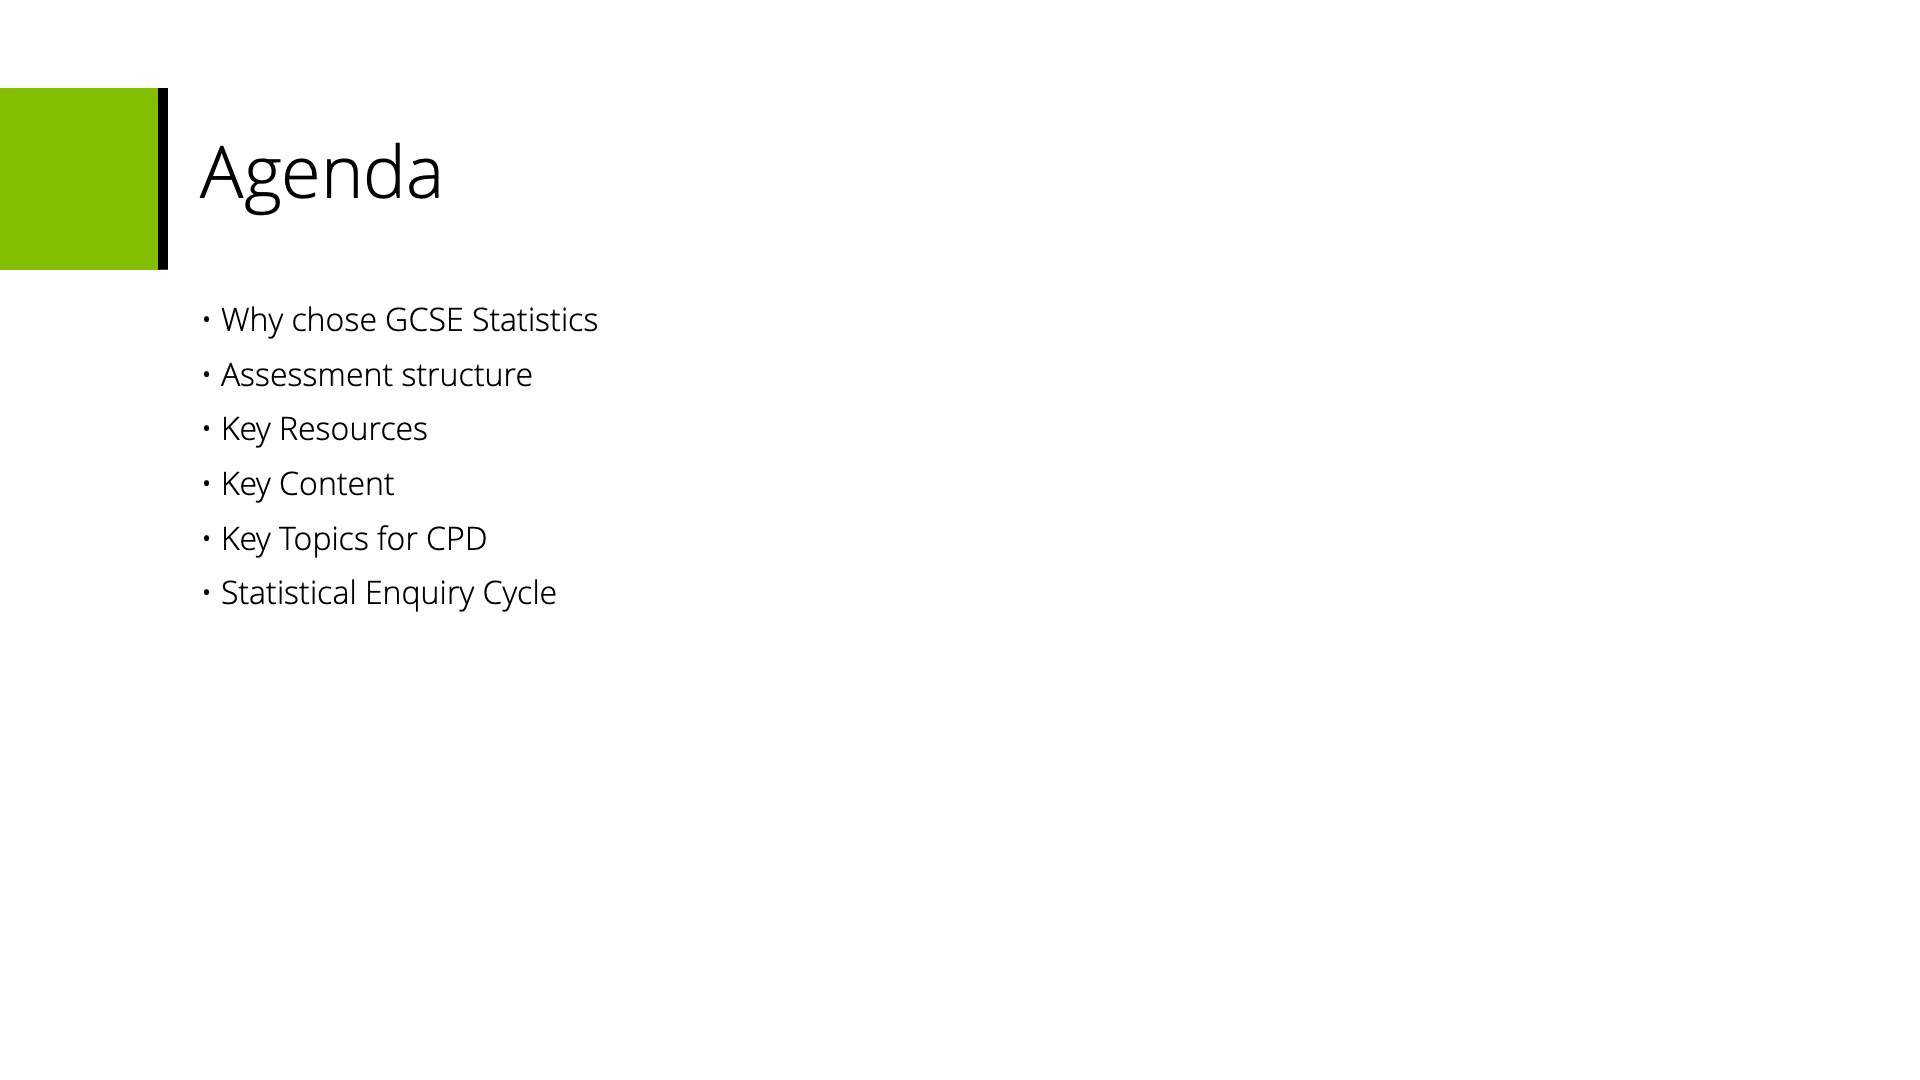 Agenda
• Why chose GCSE Statistics
• Assessment structure
• Key Resources
• Key Content
• Key Topics for CPD
• Statistical Enquiry Cycle